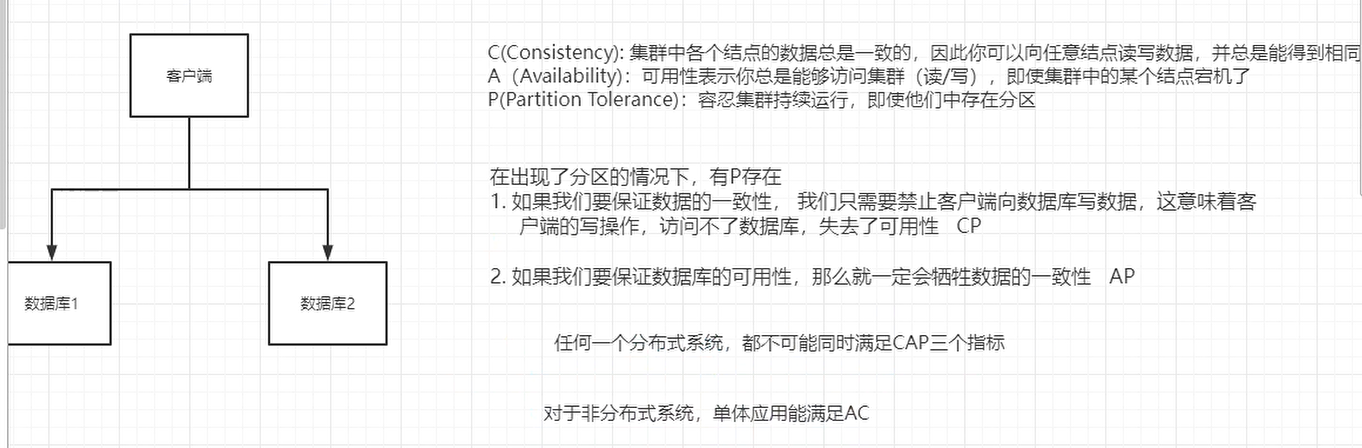 客户端
数据库1
数据库2
C(Consistency): 集群中各个结点的数据总是一致的，因此你可以向任意结点读写数据，并总是能得到相同
A（Availability）：可用性表示你总是能够访问集群（读/写），即使集群中的某个结点宕机了
P(Partition Tolerance)：容忍集群持续运行，即使他们中存在分区
在出现了分区的情况下，有P存在
1. 如果我们要保证数据的一致性， 我们只需要禁止客户端向数据库写数据，这意味着客
户端的写操作，访问不了数据库，失去了可用性 CP
2. 如果我们要保证数据库的可用性，那么就一定会牺牲数据的一致性 AP
任何一个分布式系统，都不可能同时满足CAP三个指标
对于非分布式系统，单体应用能满足AC